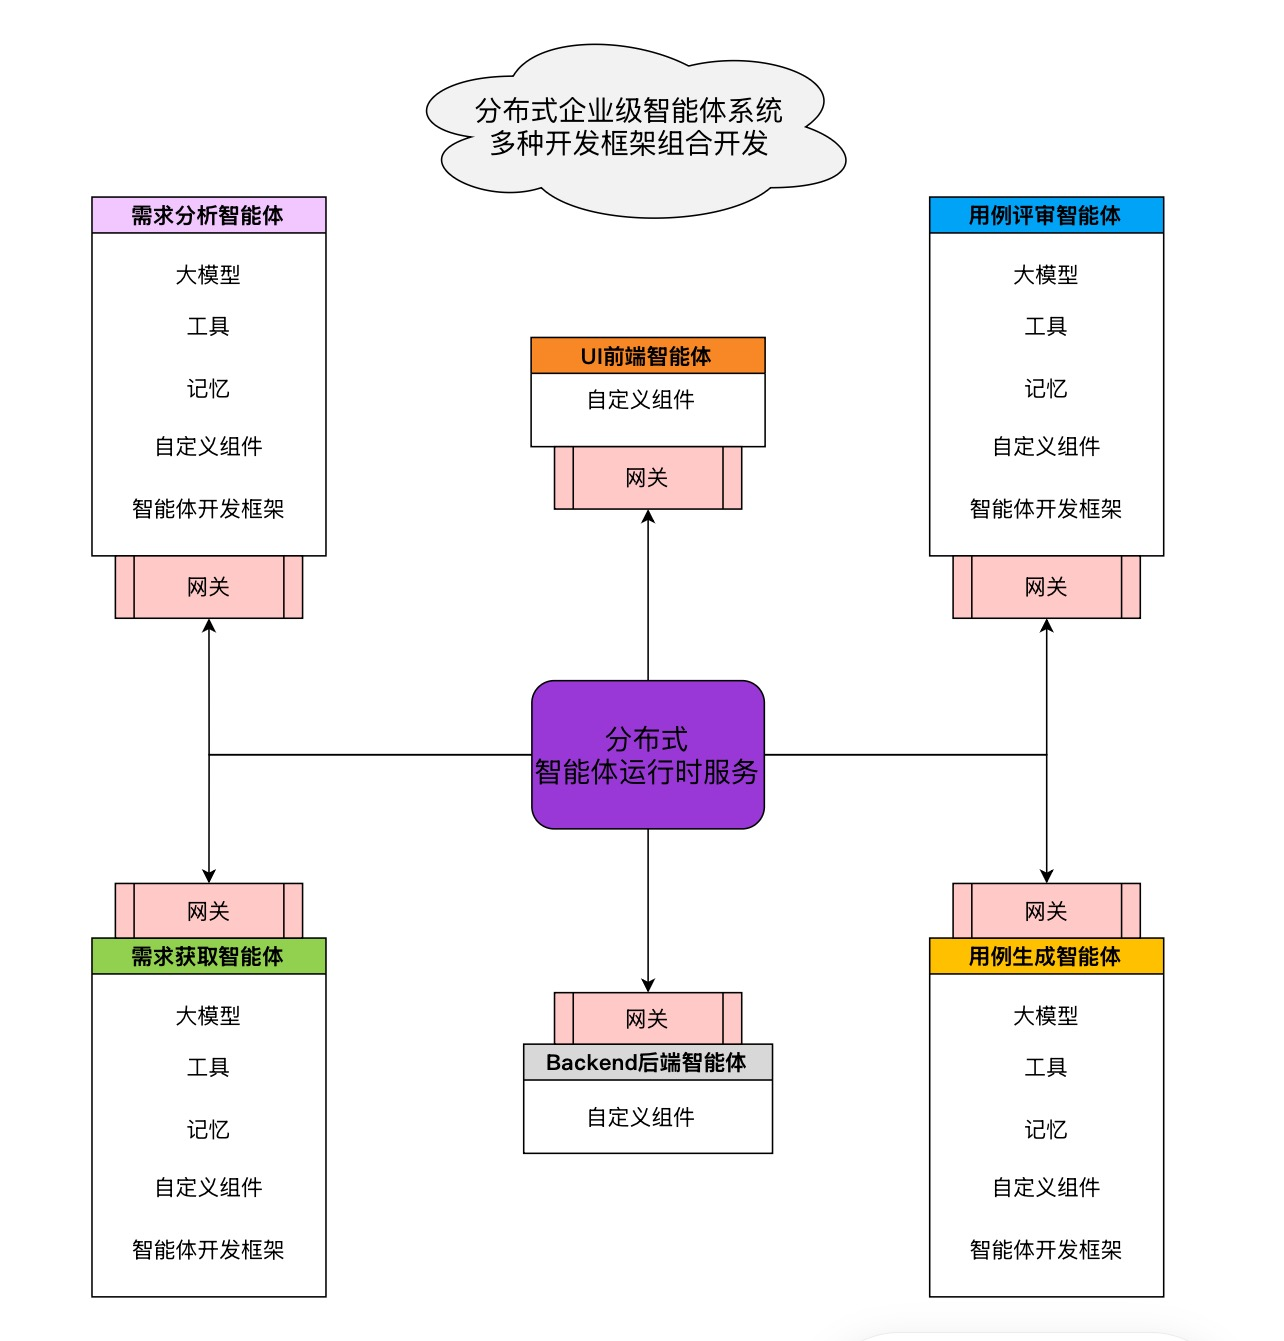 分布式企业级智能体系统
多种开发框架组合开发
需求分析智能体
大模型
工具
记忆
自定义组件
智能体开发框架
网关
UI前端智能体
自定义组件
网关
用例评审智能体
大模型
工具
记忆
自定义组件
智能体开发框架
网关
分布式
智能体运行时服务
网关
需求获取智能体
大模型
工具
记忆
自定义组件
智能体开发框架
网关
Backend后端智能体
自定义组件
网关
用例生成智能体
大模型
工具
记忆
自定义组件
智能体开发框架